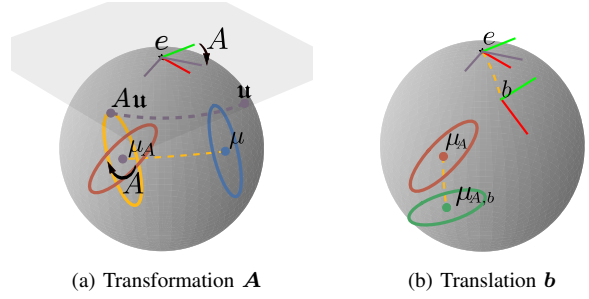 e
A
A𝔲
𝔲
μ_A
μ
A
(a) Transformation A
e
b
μ_A
μ_{A,b}
(b) Translation b